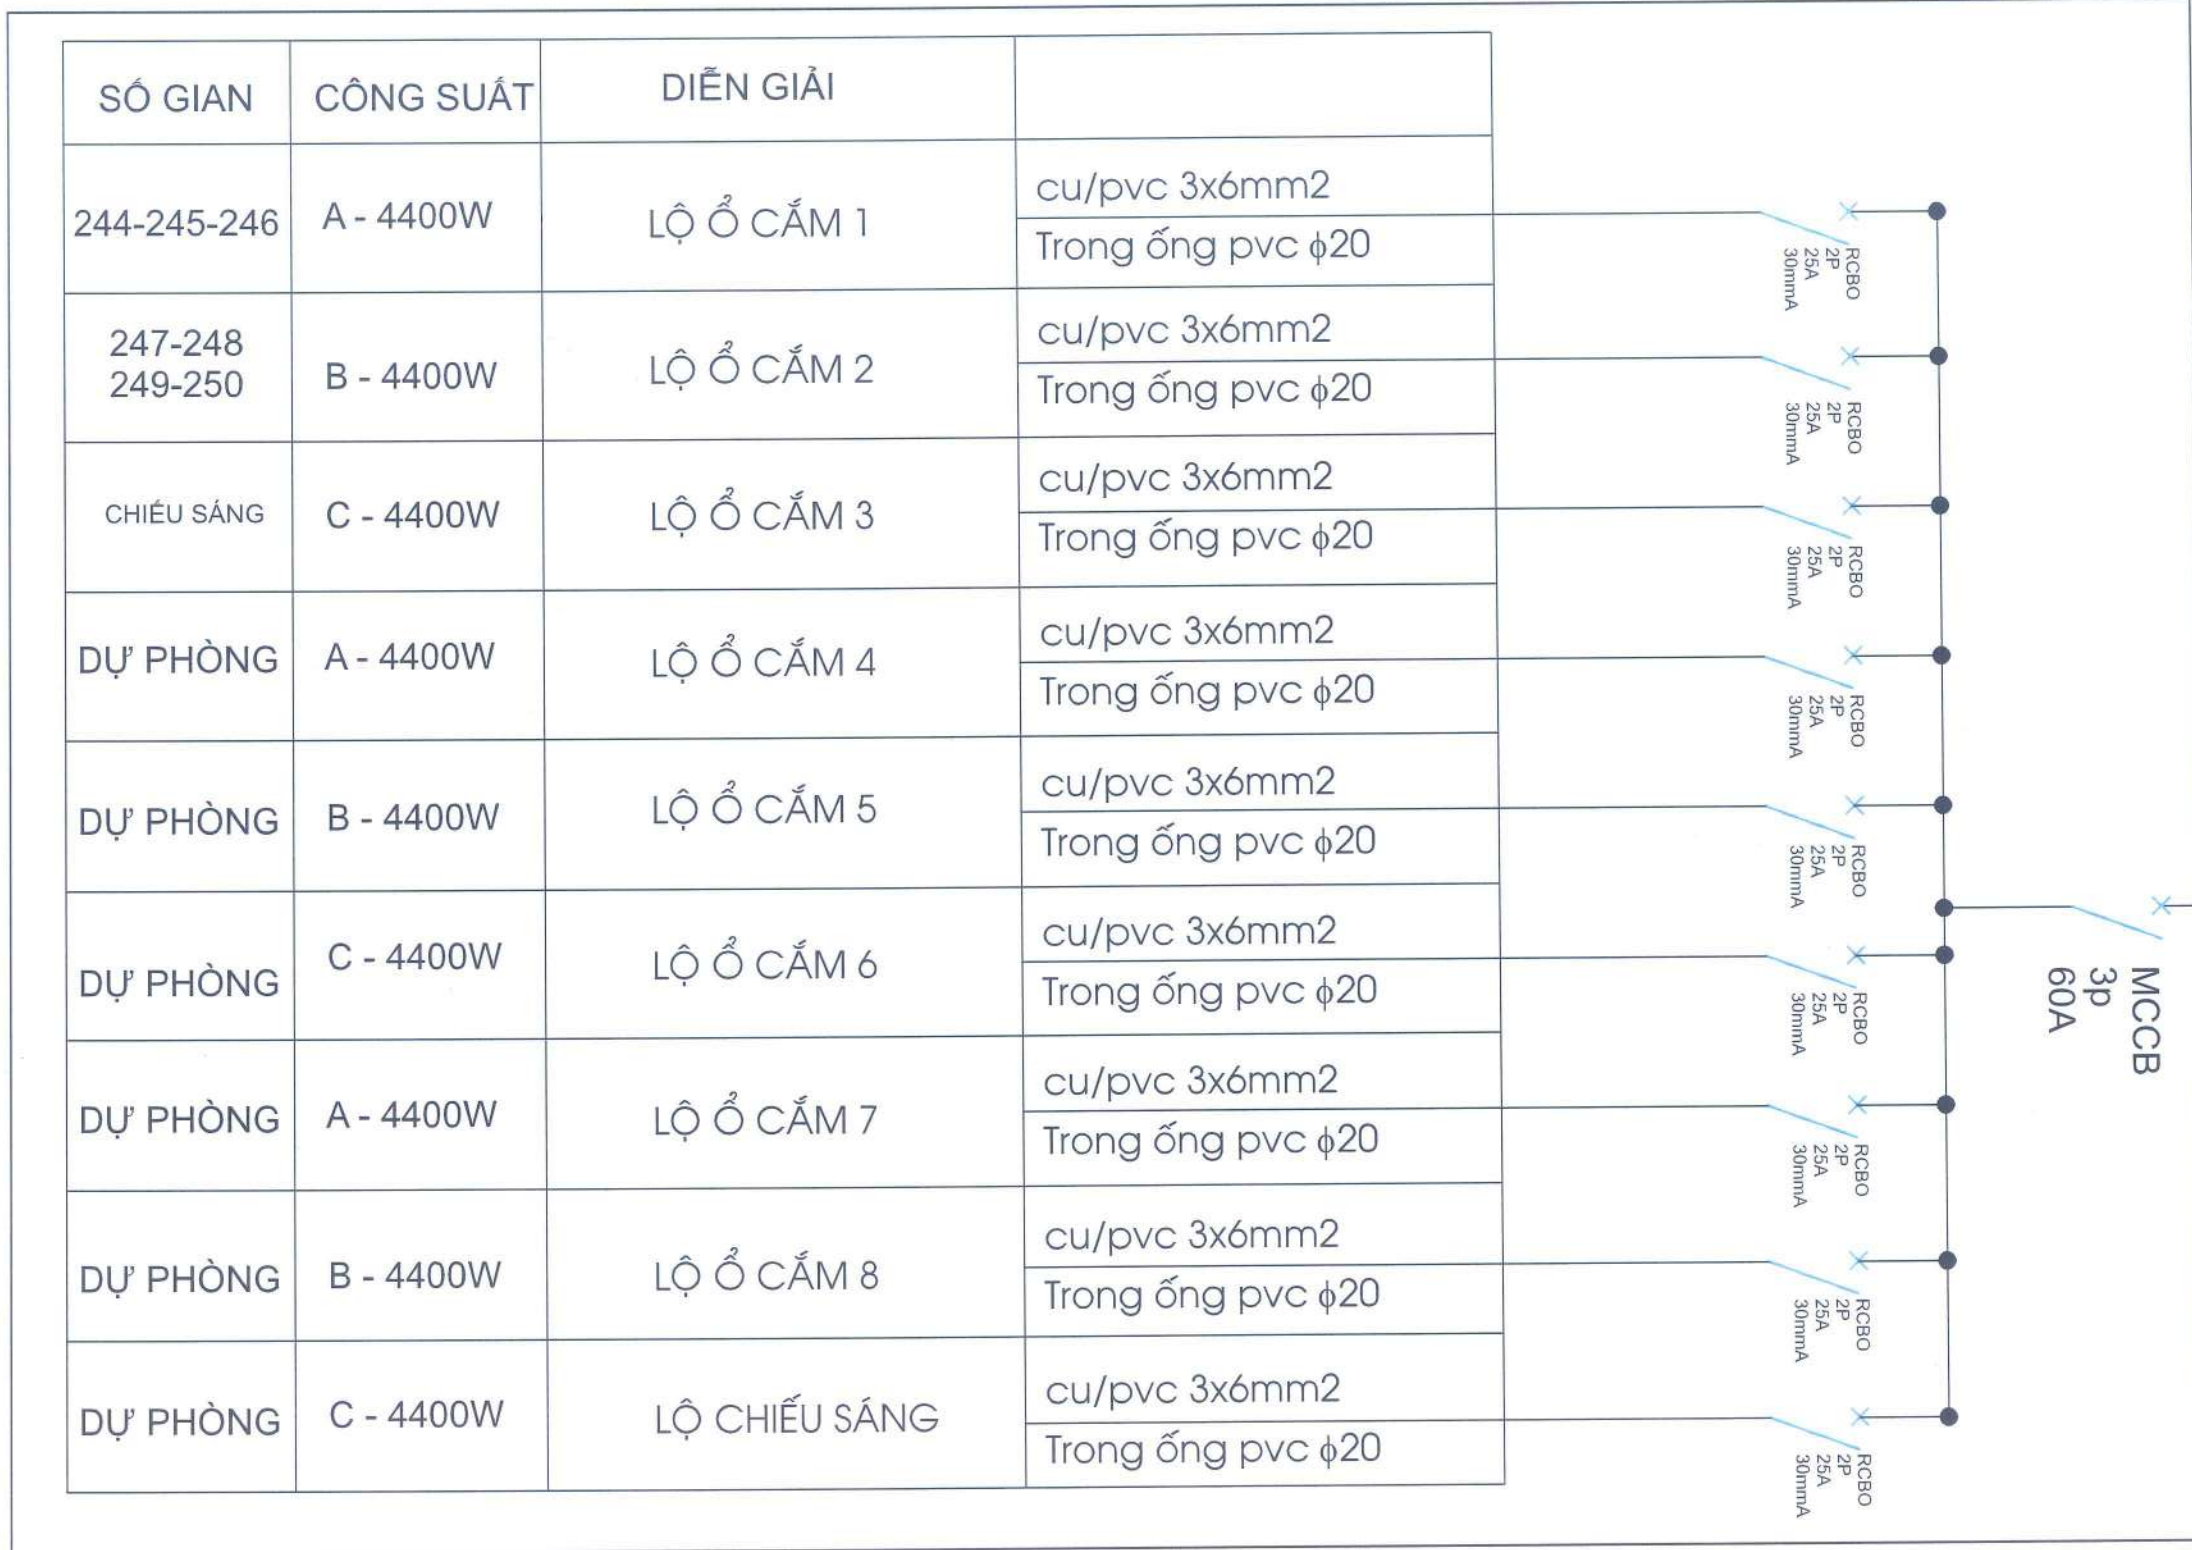 SỐ GIAN
CÔNG SUẤT
DIỄN GIẢI
244-245-246
A - 4400W
LỘ Ổ CẮM 1
cu/pvc 3x6mm2
Trong ống pvc ϕ20
RCBO
2P
25A
30mmA
247-248
249-250
B - 4400W
LỘ Ổ CẮM 2
cu/pvc 3x6mm2
Trong ống pvc ϕ20
RCBO
2P
25A
30mmA
CHIẾU SÁNG
C - 4400W
LỘ Ổ CẮM 3
cu/pvc 3x6mm2
Trong ống pvc ϕ20
RCBO
2P
25A
30mmA
DỰ PHÒNG
A - 4400W
LỘ Ổ CẮM 4
cu/pvc 3x6mm2
Trong ống pvc ϕ20
RCBO
2P
25A
30mmA
DỰ PHÒNG
B - 4400W
LỘ Ổ CẮM 5
cu/pvc 3x6mm2
Trong ống pvc ϕ20
RCBO
2P
25A
30mmA
DỰ PHÒNG
C - 4400W
LỘ Ổ CẮM 6
cu/pvc 3x6mm2
Trong ống pvc ϕ20
RCBO
2P
25A
30mmA
MCCB
3p
60A
DỰ PHÒNG
A - 4400W
LỘ Ổ CẮM 7
cu/pvc 3x6mm2
Trong ống pvc ϕ20
RCBO
2P
25A
30mmA
DỰ PHÒNG
B - 4400W
LỘ Ổ CẮM 8
cu/pvc 3x6mm2
Trong ống pvc ϕ20
RCBO
2P
25A
30mmA
DỰ PHÒNG
C - 4400W
LỘ CHIẾU SÁNG
cu/pvc 3x6mm2
Trong ống pvc ϕ20
RCBO
2P
25A
30mmA